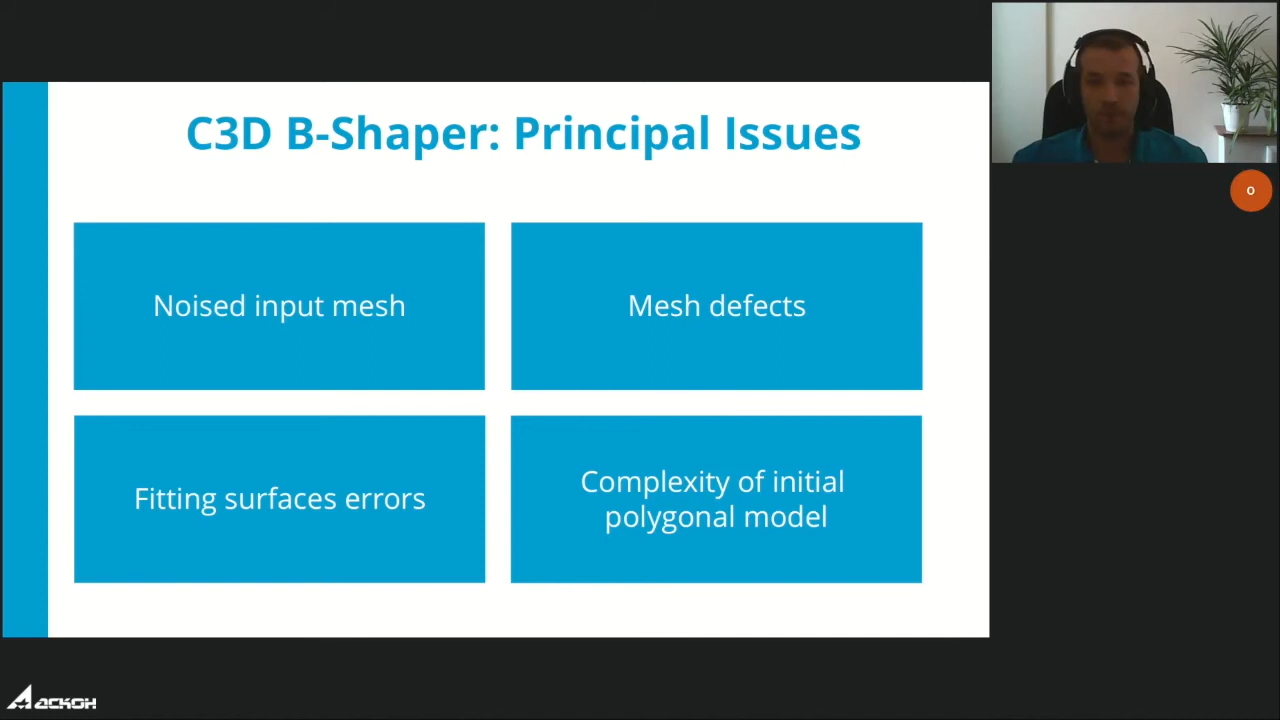 C3D B-Shaper: Principal Issues
Noised input mesh
Mesh defects
Fitting surfaces errors
Complexity of initial
polygonal model
O
АСКОН